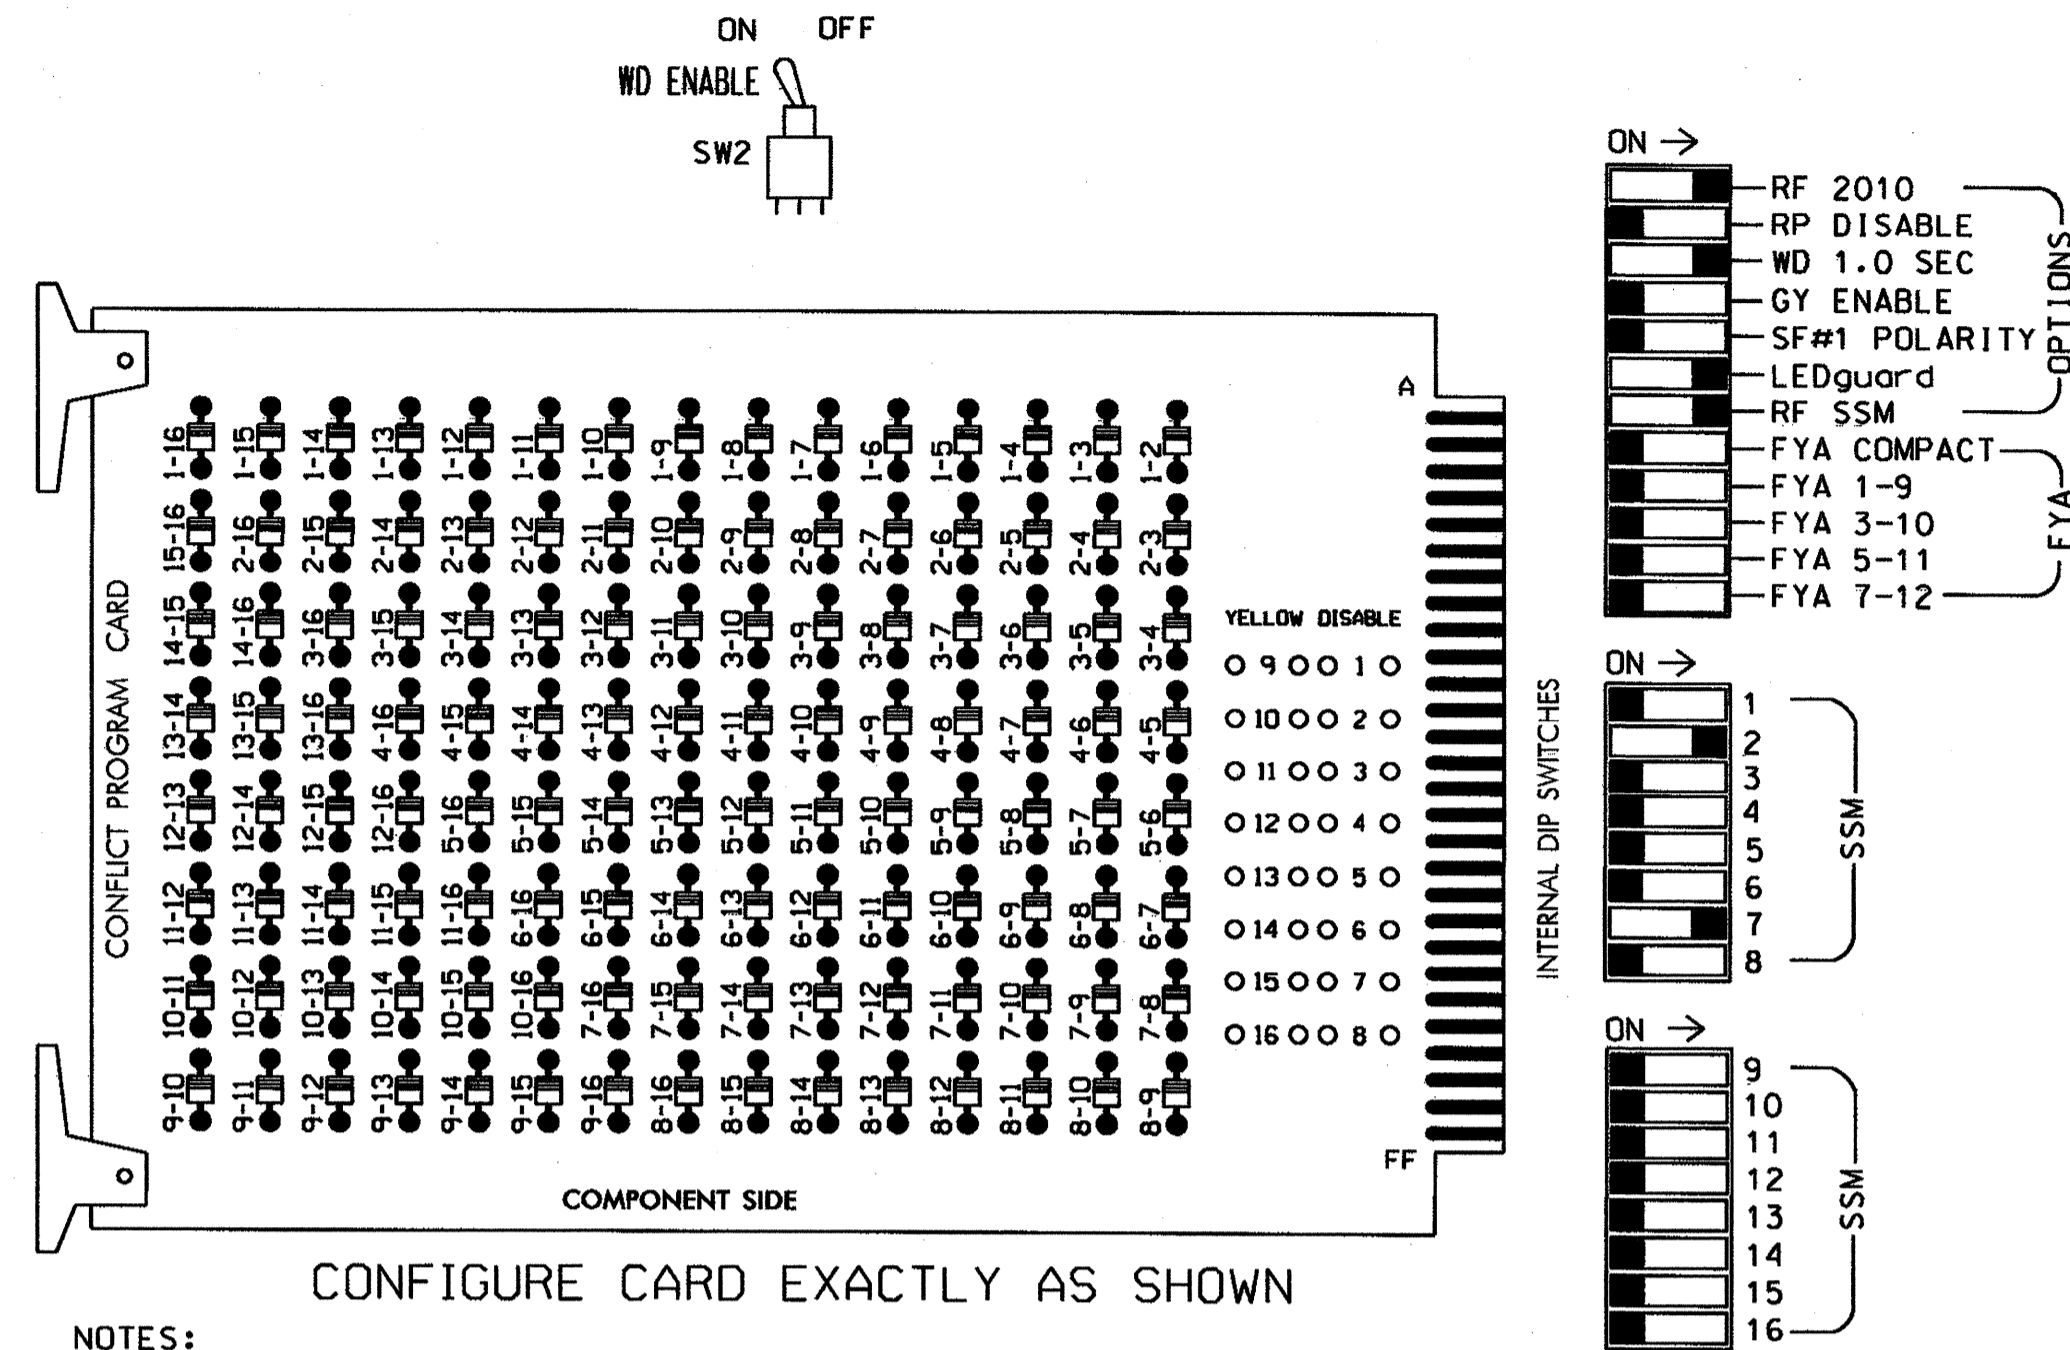 ON OFF
WD ENABLE
SW2
CONFLICT PROGRAM CARD
1-16 1-15 1-14 1-13 1-12 1-11 1-10 1-9 1-8 1-7 1-6 1-5 1-4 1-3 1-2
15-16 2-16 2-15 2-14 2-13 2-12 2-11 2-10 2-9 2-8 2-7 2-6 2-5 2-4 2-3
14-15 14-16 3-16 3-15 3-14 3-13 3-12 3-11 3-10 3-9 3-8 3-7 3-6 3-5 3-4
13-14 13-15 13-16 4-16 4-15 4-14 4-13 4-12 4-11 4-10 4-9 4-8 4-7 4-6 4-5
12-13 12-14 12-15 12-16 5-16 5-15 5-14 5-13 5-12 5-11 5-10 5-9 5-8 5-7 5-6
11-12 11-13 11-14 11-15 11-16 6-16 6-15 6-14 6-13 6-12 6-11 6-10 6-9 6-8 6-7
10-11 10-12 10-13 10-14 10-15 10-16 7-16 7-15 7-14 7-13 7-12 7-11 7-10 7-9 7-8
9-10 9-11 9-12 9-13 9-14 9-15 9-16 8-16 8-15 8-14 8-13 8-12 8-11 8-10 8-9
A
YELLOW DISABLE
9 1
10 2
11 3
12 4
13 5
14 6
15 7
16 8
FF
COMPONENT SIDE
INTERNAL DIP SWITCHES
ON →
RF 2010
RP DISABLE
WD 1.0 SEC
GY ENABLE
SF#1 POLARITY
LEDguard
RF SSM
OPTIONS
FYA COMPACT
FYA 1-9
FYA 3-10
FYA 5-11
FYA 7-12
FYA
ON →
1
2
3
4
5
6
7
8
SSM
ON →
9
10
11
12
13
14
15
16
SSM
CONFIGURE CARD EXACTLY AS SHOWN
NOTES: